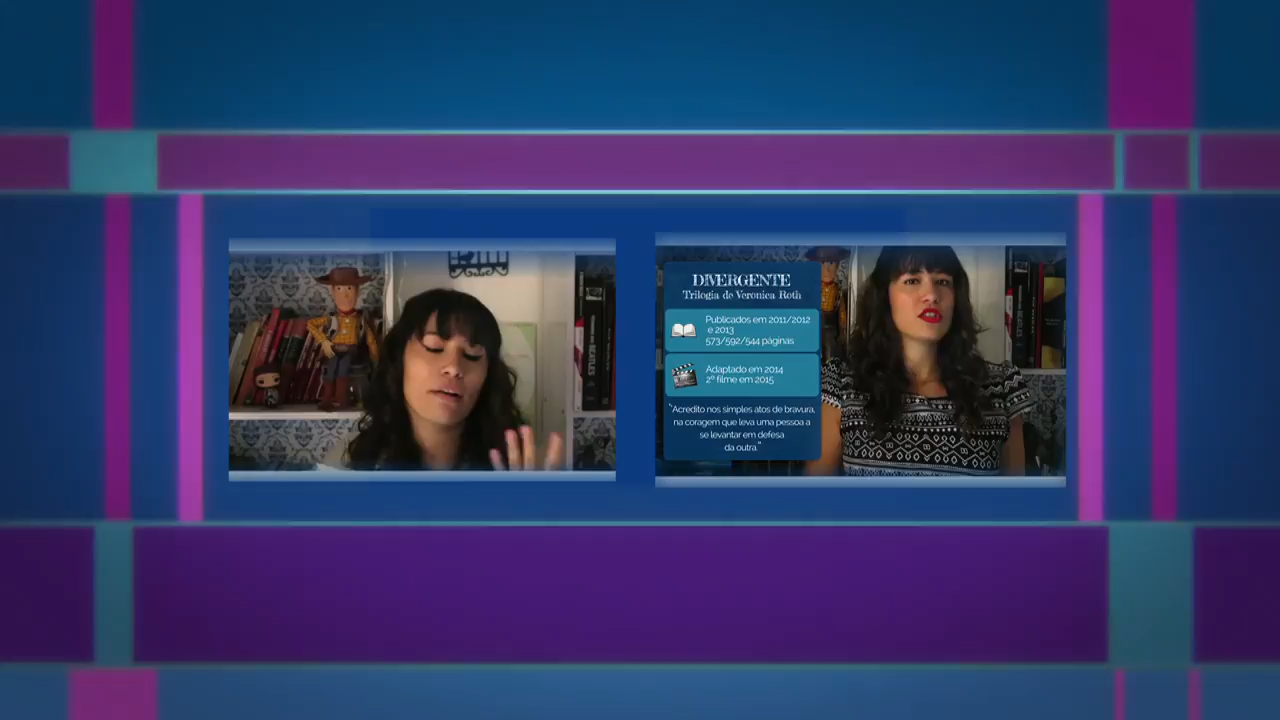 DIVERGENTE
Trilogia de Veronica Roth
Publicados em 2011/2012
e 2013
573/592/544 páginas
Adaptado em 2014
2º filme em 2015
"Acredito nos simples atos de bravura,
na coragem que leva uma pessoa a
se levantar em defesa
da outra."
BEATLES